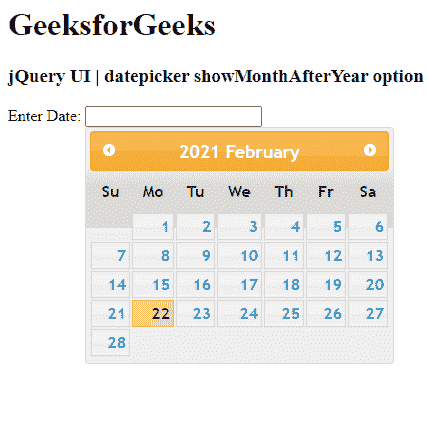 GeeksforGeeks
jQuery UI | datepicker showMonthAfterYear option
Enter Date:
2021 February
Su Mo Tu We Th Fr Sa
1 2 3 4 5 6
7 8 9 10 11 12 13
14 15 16 17 18 19 20
21 22 23 24 25 26 27
28